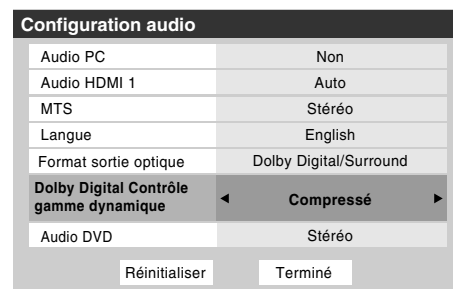 Configuration audio
Audio PC Non
Audio HDMI 1 Auto
MTS Stéréo
Langue English
Format sortie optique Dolby Digital/Surround
Dolby Digital Contrôle
gamme dynamique Compressé
Audio DVD Stéréo
Réinitialiser Terminé